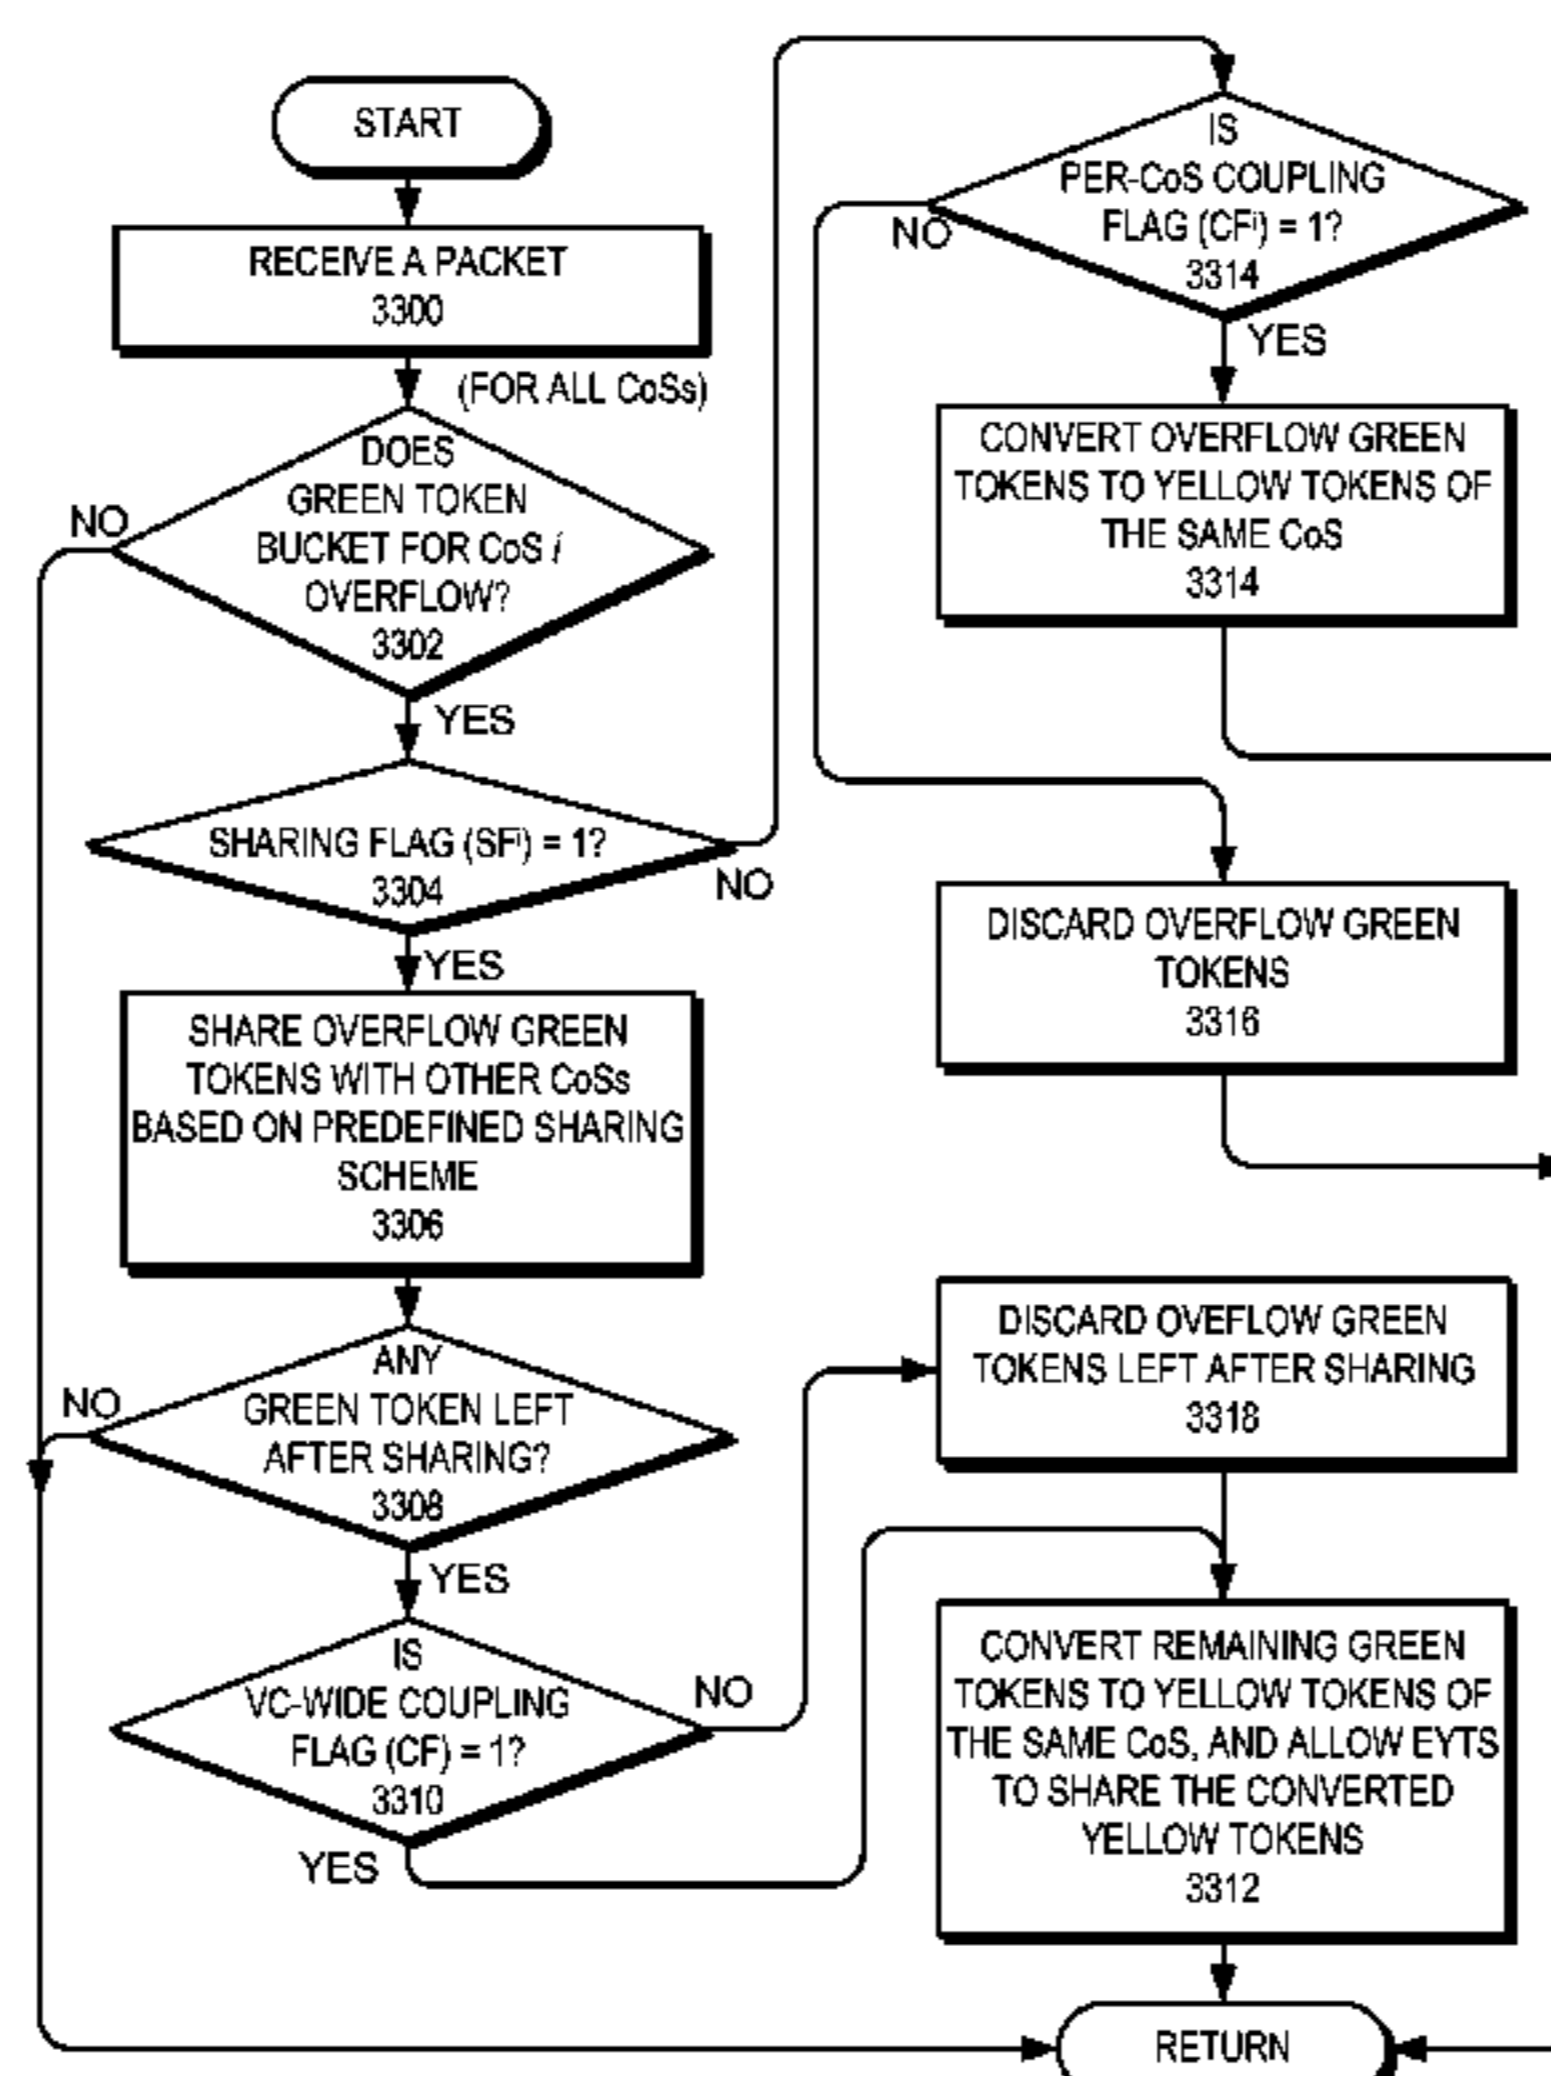 START
RECEIVE A PACKET
3300
(FOR ALL CoSs)
DOES
GREEN TOKEN
BUCKET FOR CoS i
OVERFLOW?
3302
NO
YES
SHARING FLAG (SFⁱ) = 1?
3304
NO
YES
SHARE OVERFLOW GREEN
TOKENS WITH OTHER CoSs
BASED ON PREDEFINED SHARING
SCHEME
3306
ANY
GREEN TOKEN LEFT
AFTER SHARING?
3308
NO
YES
IS
VC-WIDE COUPLING
FLAG (CF) = 1?
3310
NO
YES
IS
PER-CoS COUPLING
FLAG (CFⁱ) = 1?
3314
NO
YES
CONVERT OVERFLOW GREEN
TOKENS TO YELLOW TOKENS OF
THE SAME CoS
3314
DISCARD OVERFLOW GREEN
TOKENS
3316
DISCARD OVEFLOW GREEN
TOKENS LEFT AFTER SHARING
3318
CONVERT REMAINING GREEN
TOKENS TO YELLOW TOKENS OF
THE SAME CoS, AND ALLOW EYTS
TO SHARE THE CONVERTED
YELLOW TOKENS
3312
RETURN